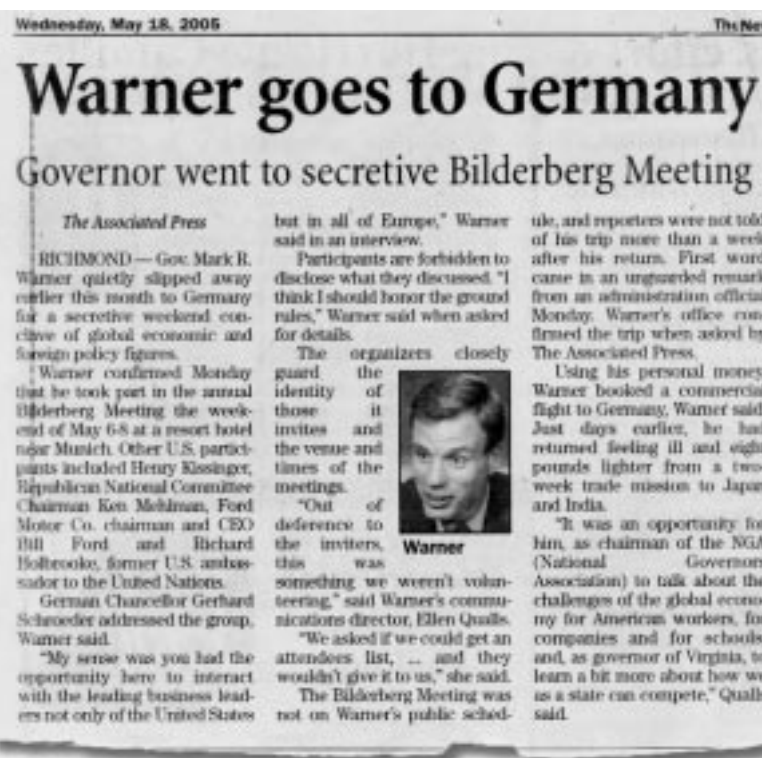 Wednesday, May 18, 2005
The New
Warner goes to Germany
Governor went to secretive Bilderberg Meeting
The Associated Press
RICHMOND — Gov. Mark R.
Warner quietly slipped away
earlier this month to Germany
for a secretive weekend con-
clave of global economic and
foreign policy figures.
Warner confirmed Monday
that he took part in the annual
Bilderberg Meeting the week-
end of May 6-8 at a resort hotel
near Munich. Other U.S. partici-
pants included Henry Kissinger,
Republican National Committee
Chairman Ken Mehlman, Ford
Motor Co. chairman and CEO
Bill Ford and Richard
Holbrooke, former U.S. ambas-
sador to the United Nations.
German Chancellor Gerhard
Schroeder addressed the group,
Warner said.
"My sense was you had the
opportunity here to interact
with the leading business lead-
ers not only of the United States
but in all of Europe," Warner
said in an interview.
Participants are forbidden to
disclose what they discussed. "I
think I should honor the ground
rules," Warner said when asked
for details.
The organizers closely
guard the
identity of
those it
invites and
the venue and
times of the
meetings.
"Out of
deference to
the inviters,
this was
something we weren't volun-
teering," said Warner's commu-
nications director, Ellen Qualls.
"We asked if we could get an
attendees list, ... and they
wouldn't give it to us," she said.
The Bilderberg Meeting was
not on Warner's public sched-
Warner
ule, and reporters were not told
of his trip more than a week
after his return. First word
came in an unguarded remark
from an administration official
Monday. Warner's office con-
firmed the trip when asked by
The Associated Press.
Using his personal money,
Warner booked a commercial
flight to Germany, Warner said.
Just days earlier, he had
returned feeling ill and eight
pounds lighter from a two-
week trade mission to Japan
and India.
"It was an opportunity for
him, as chairman of the NGA
(National Governors
Association) to talk about the
challenges of the global econo-
my for American workers, for
companies and for schools
and, as governor of Virginia, to
learn a bit more about how we
as a state can compete," Qualls
said.